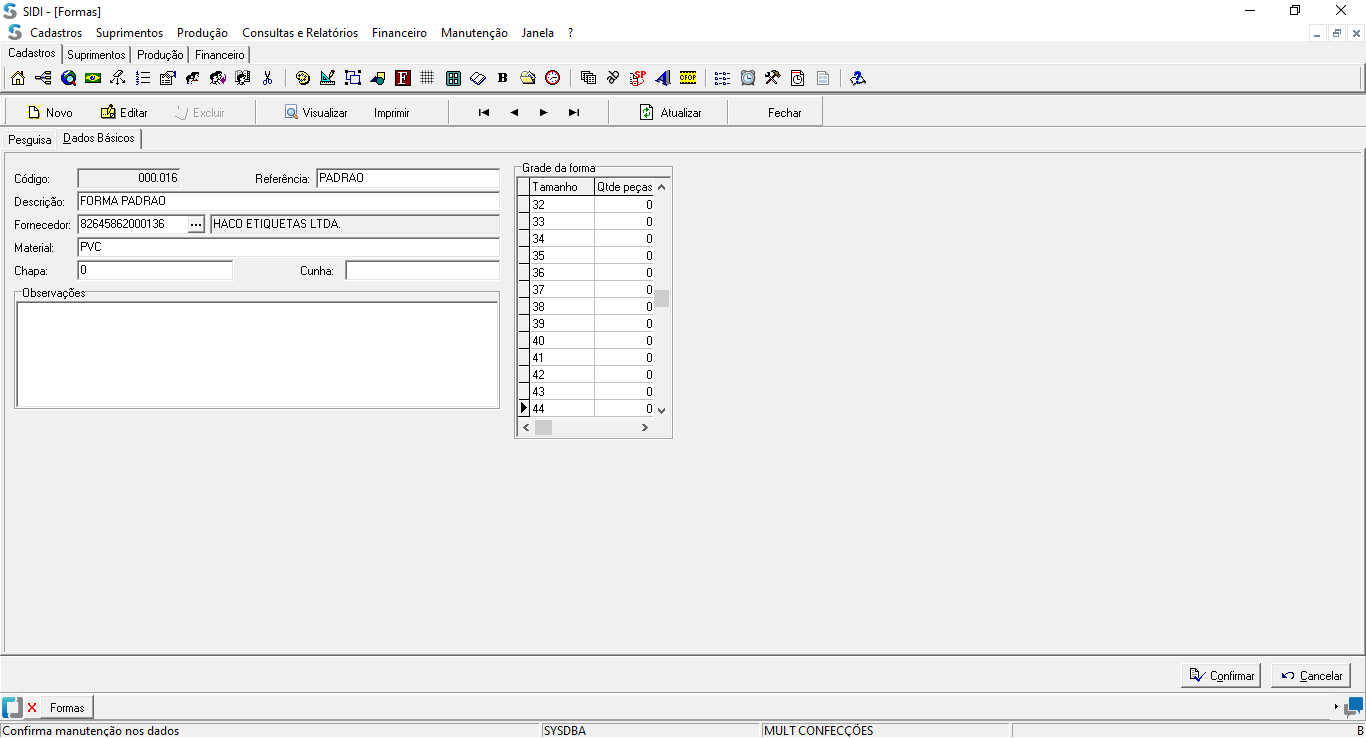 SIDI - [Formas]
Cadastros Suprimentos Produção Consultas e Relatórios Financeiro Manutenção Janela ?
Cadastros Suprimentos Produção Financeiro
F B SP CFOP
Novo Editar Excluir Visualizar Imprimir Atualizar Fechar
Pesquisa Dados Básicos
Código: 000.016 Referência: PADRAO
Descrição: FORMA PADRAO
Fornecedor: 82645862000136 ... HACO ETIQUETAS LTDA.
Material: PVC
Chapa: 0 Cunha:
Observações
Grade da forma
Tamanho Qtde peças
32 0
33 0
34 0
35 0
36 0
37 0
38 0
39 0
40 0
41 0
42 0
43 0
44 0
Confirmar Cancelar
Formas
Confirma manutenção nos dados SYSDBA MULT CONFECÇÕES B